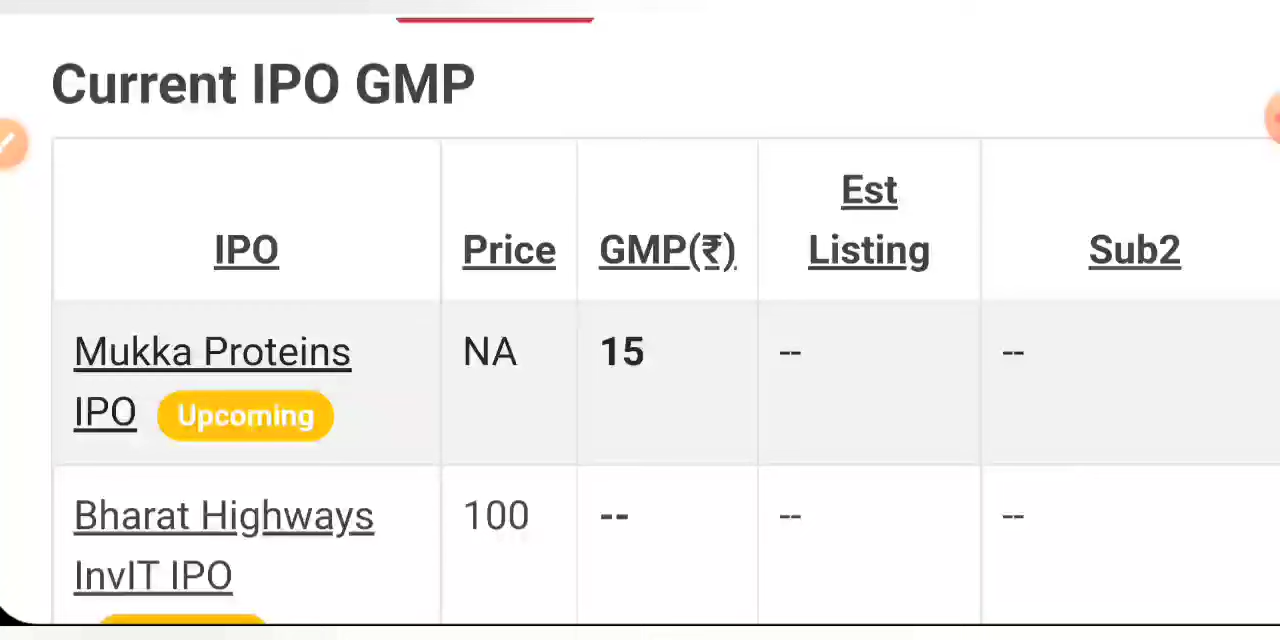 Current IPO GMP
IPO Price GMP(₹) Est Listing Sub2
Mukka Proteins IPO Upcoming NA 15 -- --
Bharat Highways InvIT IPO 100 -- -- --